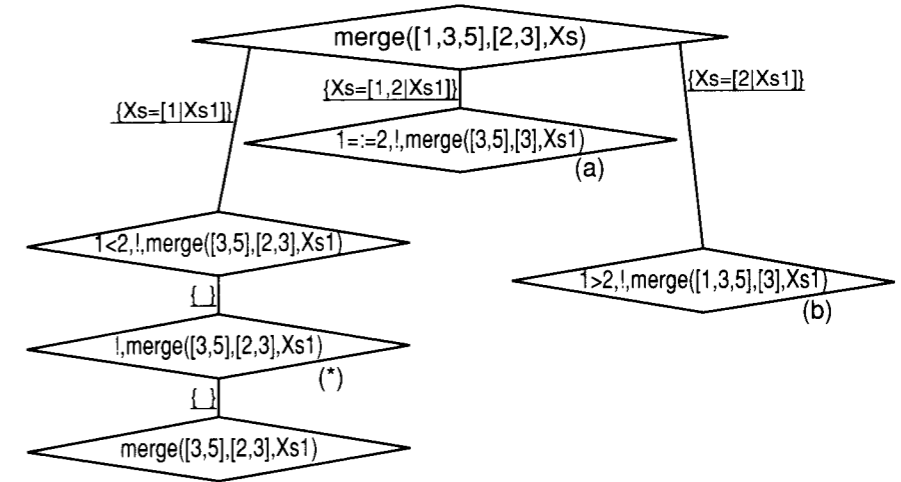 merge([1,3,5],[2,3],Xs)
{Xs=[1|Xs1]}
{Xs=[1,2|Xs1]}
{Xs=[2|Xs1]}
1=:=2,!,merge([3,5],[3],Xs1)
(a)
1<2,!,merge([3,5],[2,3],Xs1)
1>2,!,merge([1,3,5],[3],Xs1)
(b)
{ }
!,merge([3,5],[2,3],Xs1)
(*)
{ }
merge([3,5],[2,3],Xs1)